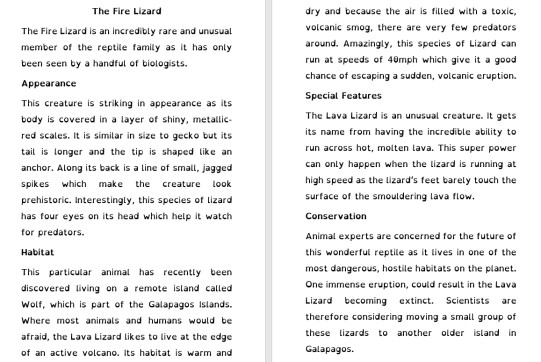 The Fire Lizard
The Fire Lizard is an incredibly rare and unusual
member of the reptile family as it has only
been seen by a handful of biologists.
Appearance
This creature is striking in appearance as its
body is covered in a layer of shiny, metallic-
red scales. It is similar in size to gecko but its
tail is longer and the tip is shaped like an
anchor. Along its back is a line of small, jagged
spikes which make the creature look
prehistoric. Interestingly, this species of lizard
has four eyes on its head which help it watch
for predators.
Habitat
This particular animal has recently been
discovered living on a remote island called
Wolf, which is part of the Galapagos Islands.
Where most animals and humans would be
afraid, the Lava Lizard likes to live at the edge
of an active volcano. Its habitat is warm and
dry and because the air is filled with a toxic,
volcanic smog, there are very few predators
around. Amazingly, this species of Lizard can
run at speeds of 40mph which give it a good
chance of escaping a sudden, volcanic eruption.
Special Features
The Lava Lizard is an unusual creature. It gets
its name from having the incredible ability to
run across hot, molten lava. This super power
can only happen when the lizard is running at
high speed as the lizard's feet barely touch the
surface of the smouldering lava flow.
Conservation
Animal experts are concerned for the future of
this wonderful reptile as it lives in one of the
most dangerous, hostile habitats on the planet.
One immense eruption, could result in the Lava
Lizard becoming extinct. Scientists are
therefore considering moving a small group of
these lizards to another older island in
Galapagos.